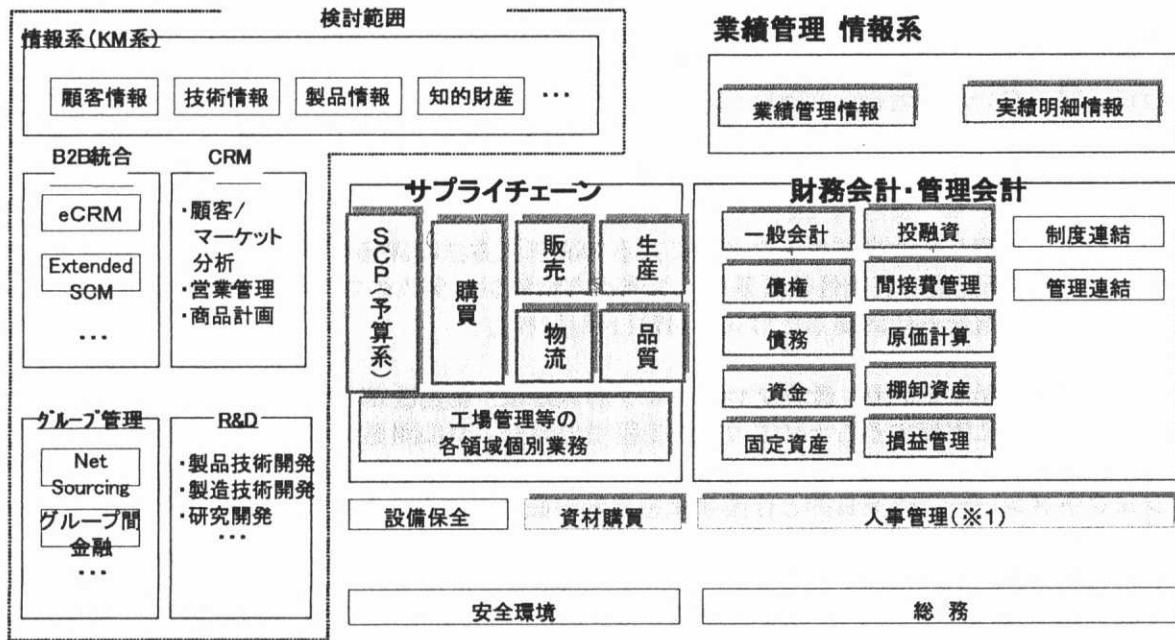 検討範囲
情報系(KM系)
顧客情報
技術情報
製品情報
知的財産
…
業績管理 情報系
業績管理情報
実績明細情報
B2B統合
eCRM
Extended
SCM
…
CRM
・顧客/
マーケット
分析
・営業管理
・商品計画
サプライチェーン
SCP(予算系)
購買
販売
生産
物流
品質
工場管理等の
各領域個別業務
財務会計・管理会計
一般会計
投融資
制度連結
債権
間接費管理
管理連結
債務
原価計算
資金
棚卸資産
固定資産
損益管理
グループ管理
Net
Sourcing
グループ間
金融
…
R&D
・製品技術開発
・製造技術開発
・研究開発
…
設備保全
資材購買
人事管理(※1)
安全環境
総務